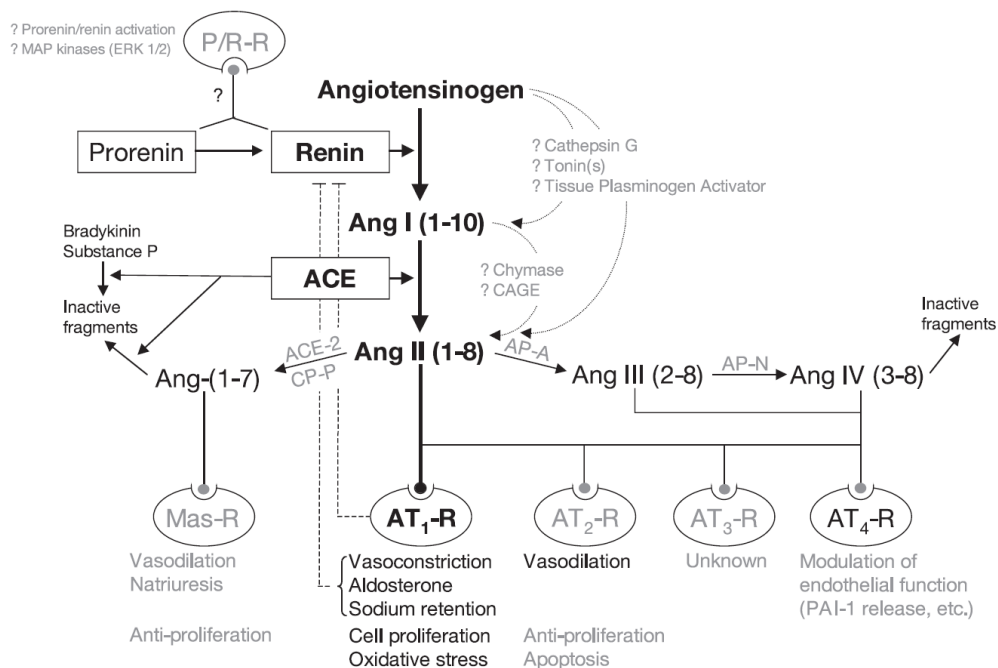 ? Prorenin/renin activation
? MAP kinases (ERK 1/2)
P/R-R
?
Angiotensinogen
Prorenin
Renin
? Cathepsin G
? Tonin(s)
? Tissue Plasminogen Activator
Ang I (1-10)
Bradykinin
Substance P
ACE
? Chymase
? CAGE
Inactive
fragments
Inactive
fragments
ACE-2
CP-P
Ang II (1-8)
AP-A
Ang-(1-7)
Ang III (2-8)
AP-N
Ang IV (3-8)
Mas-R
AT1-R
AT2-R
AT3-R
AT4-R
Vasodilation
Natriuresis
Anti-proliferation
Vasoconstriction
Aldosterone
Sodium retention
Cell proliferation
Oxidative stress
Vasodilation
Anti-proliferation
Apoptosis
Unknown
Modulation of
endothelial function
(PAI-1 release, etc.)